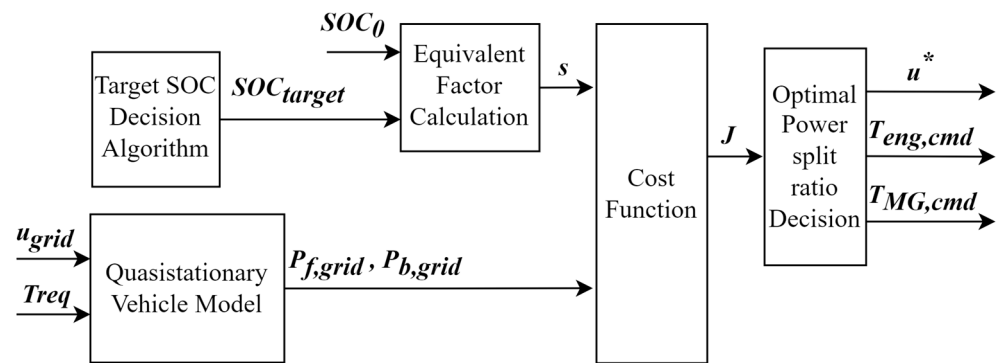 SOC0
Target SOC
Decision
Algorithm
SOCtarget
Equivalent
Factor
Calculation
s
ugrid
Treq
Quasistationary
Vehicle Model
Pf,grid , Pb,grid
Cost
Function
J
Optimal
Power
split
ratio
Decision
u*
Teng,cmd
TMG,cmd